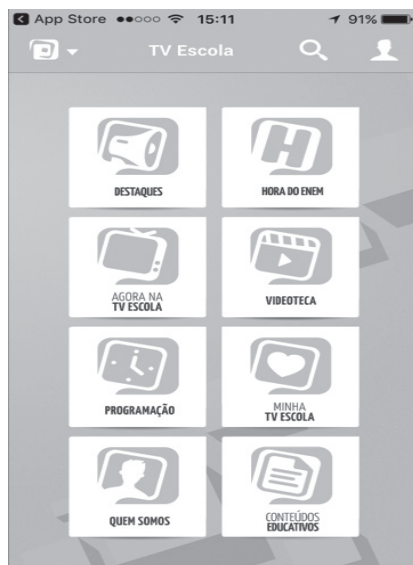 App Store 15:11 91%
TV Escola
DESTAQUES
HORA DO ENEM
AGORA NA
TV ESCOLA
VIDEOTECA
PROGRAMAÇÃO
MINHA
TV ESCOLA
QUEM SOMOS
CONTEÚDOS
EDUCATIVOS